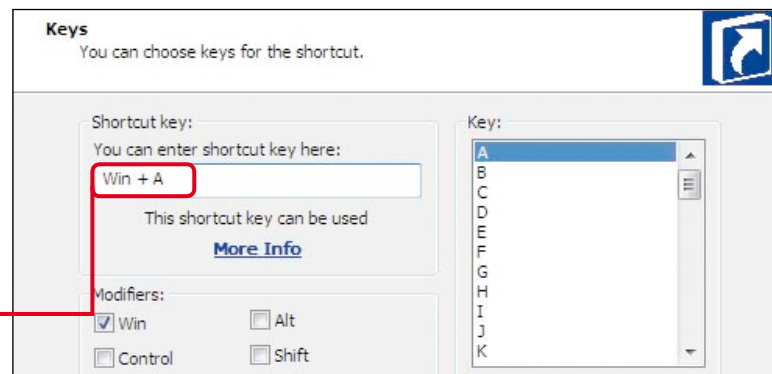 Keys
You can choose keys for the shortcut.
Shortcut key:
You can enter shortcut key here:
Win + A
This shortcut key can be used
More Info
Modifiers:
Win
Alt
Control
Shift
Key:
A
B
C
D
E
F
G
H
I
J
K